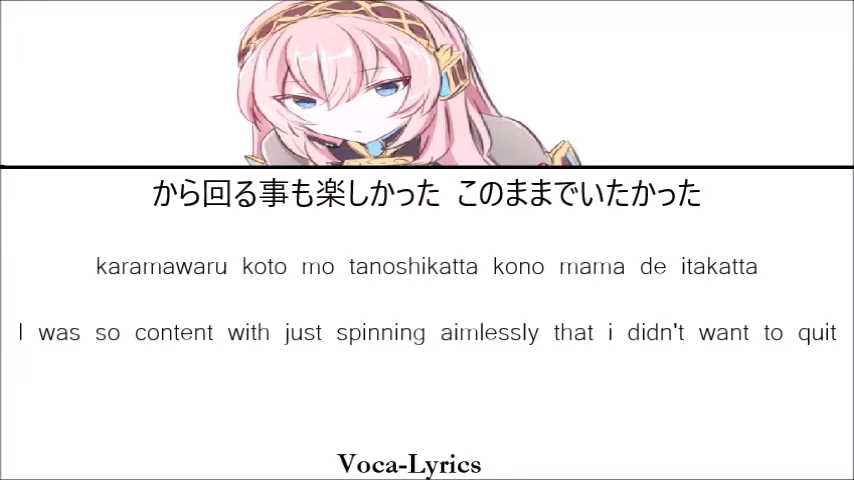 から回る事も楽しかった このままでいたかった
karamawaru koto mo tanoshikatta kono mama de itakatta
I was so content with just spinning aimlessly that i didn't want to quit
Voca-Lyrics